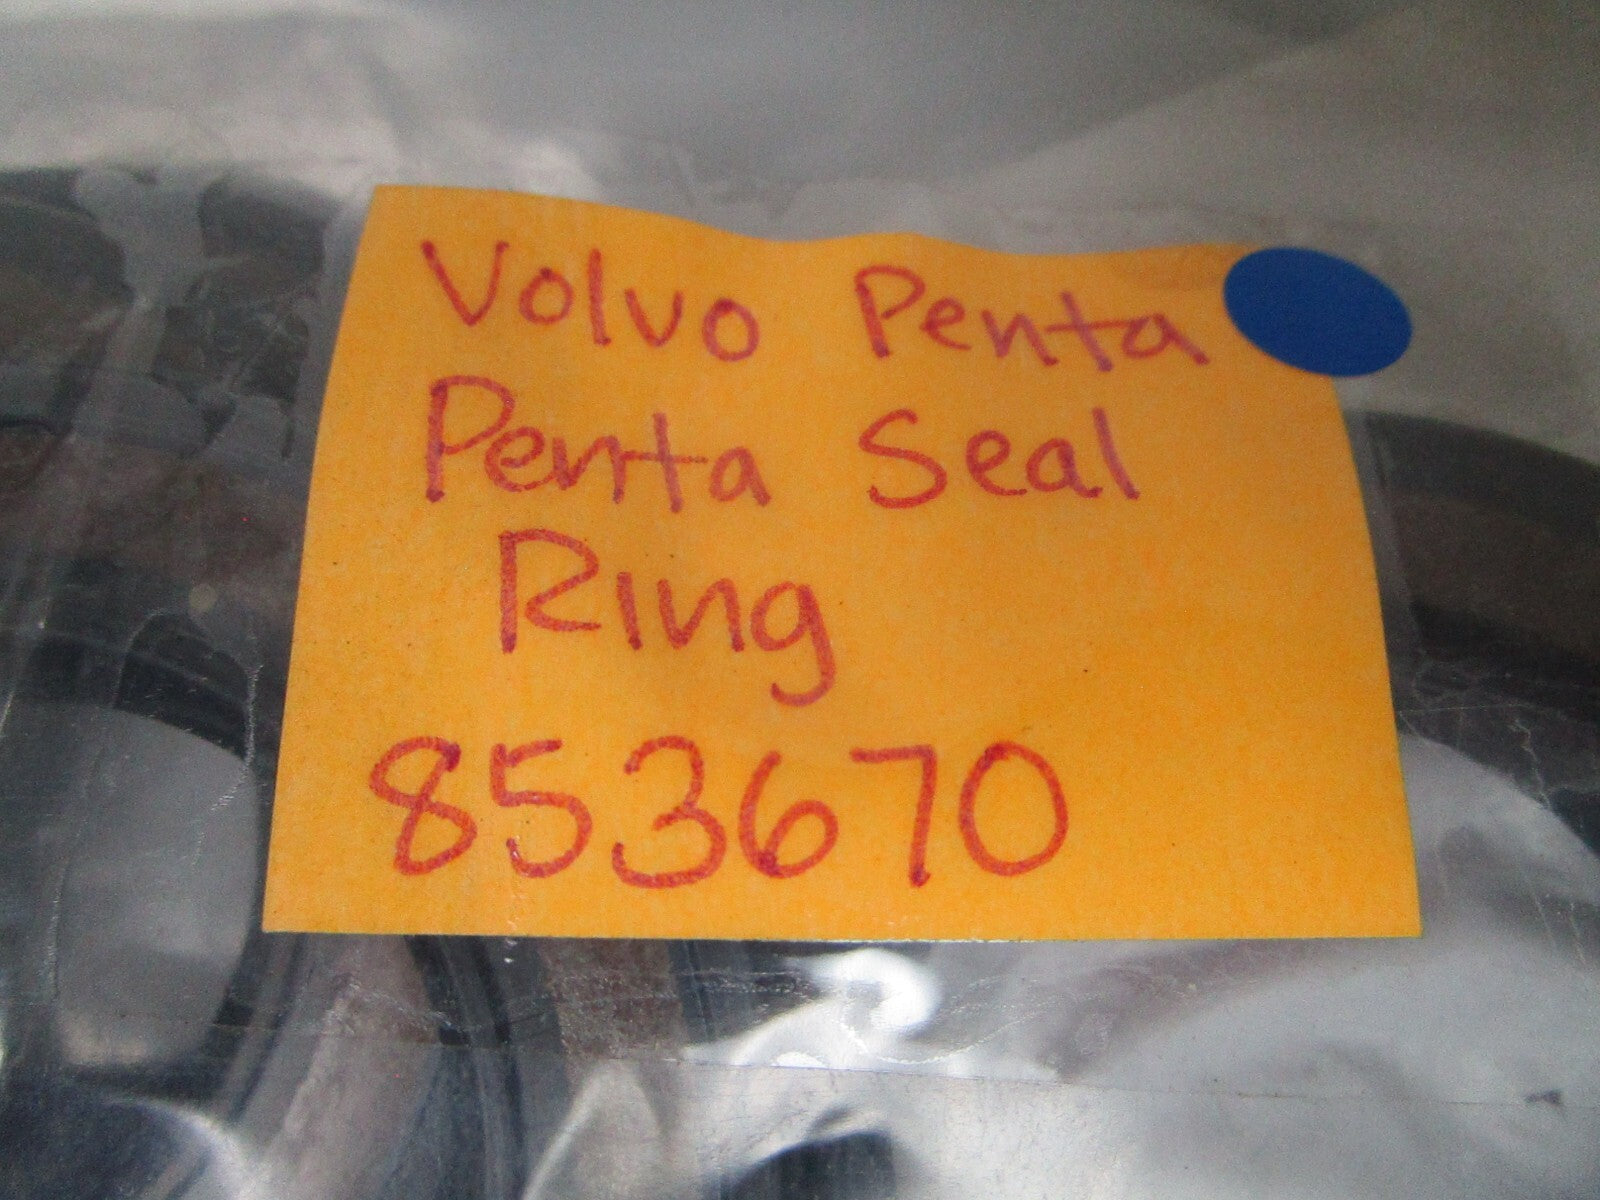 Volvo Penta
Penta Seal
Ring
853670